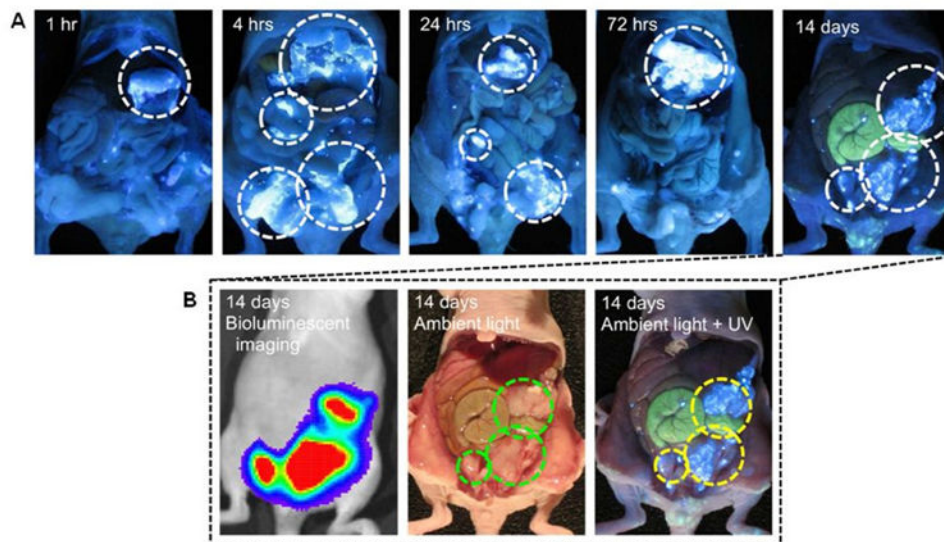 A
1 hr
4 hrs
24 hrs
72 hrs
14 days
B
14 days
Bioluminescent
imaging
14 days
Ambient light
14 days
Ambient light + UV